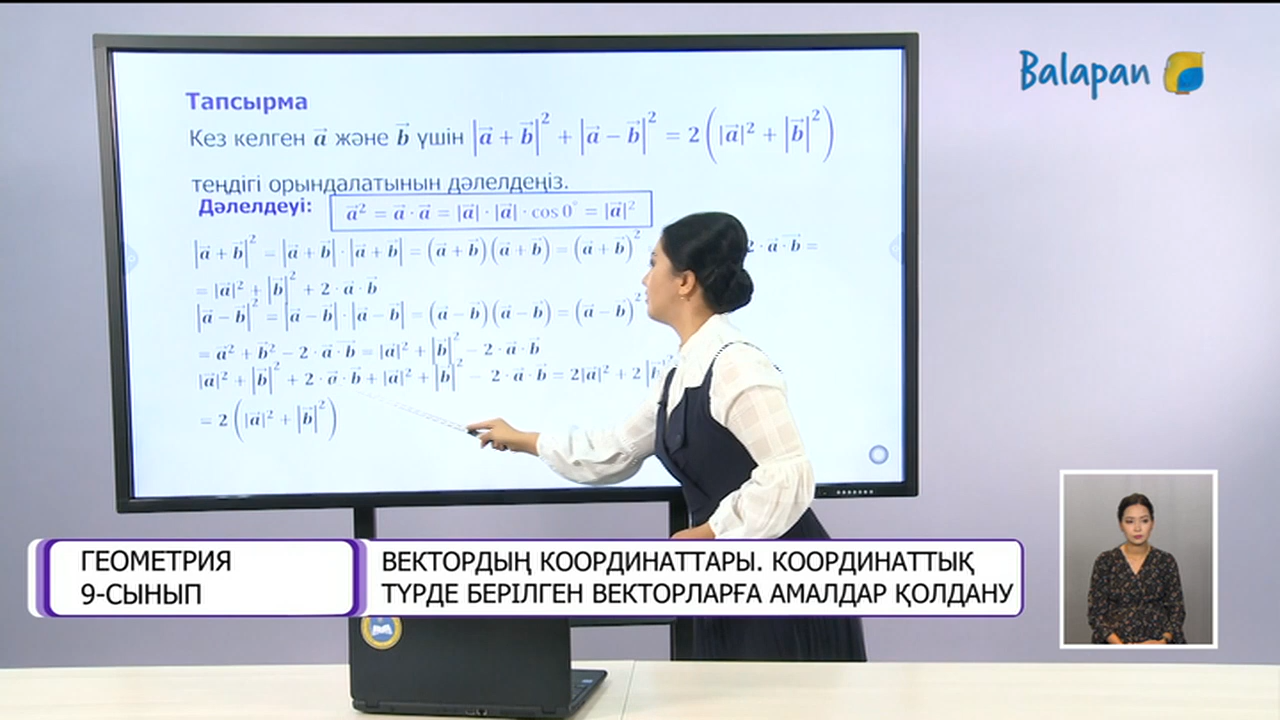 Balapan
Тапсырма
Кез келген a⃗ және b⃗ үшін |a⃗ + b⃗|² + |a⃗ − b⃗|² = 2(|a⃗|² + |b⃗|²)
теңдігі орындалатынын дәлелдеңіз.
Дәлелдеуі: a⃗² = a⃗ · a⃗ = |a⃗| · |a⃗| · cos 0° = |a⃗|²
|a⃗ + b⃗|² = |a⃗ + b⃗| · |a⃗ + b⃗| = (a⃗ + b⃗)(a⃗ + b⃗) = (a⃗ + b⃗)² 2 · a⃗ · b⃗ =
= |a⃗|² + |b⃗|² + 2 · a⃗ · b⃗
|a⃗ − b⃗|² = |a⃗ − b⃗| · |a⃗ − b⃗| = (a⃗ − b⃗)(a⃗ − b⃗) = (a⃗ − b⃗)²
= a⃗² + b⃗² − 2 · a⃗ · b⃗ = |a⃗|² + |b⃗|² − 2 · a⃗ · b⃗
|a⃗|² + |b⃗|² + 2 · a⃗ · b⃗ + |a⃗|² + |b⃗|² − 2 · a⃗ · b⃗ = 2|a⃗|² + 2|b⃗|²
= 2(|a⃗|² + |b⃗|²)
ГЕОМЕТРИЯ
9-СЫНЫП
ВЕКТОРДЫҢ КООРДИНАТТАРЫ. КООРДИНАТТЫҚ
ТҮРДЕ БЕРІЛГЕН ВЕКТОРЛАРҒА АМАЛДАР ҚОЛДАНУ